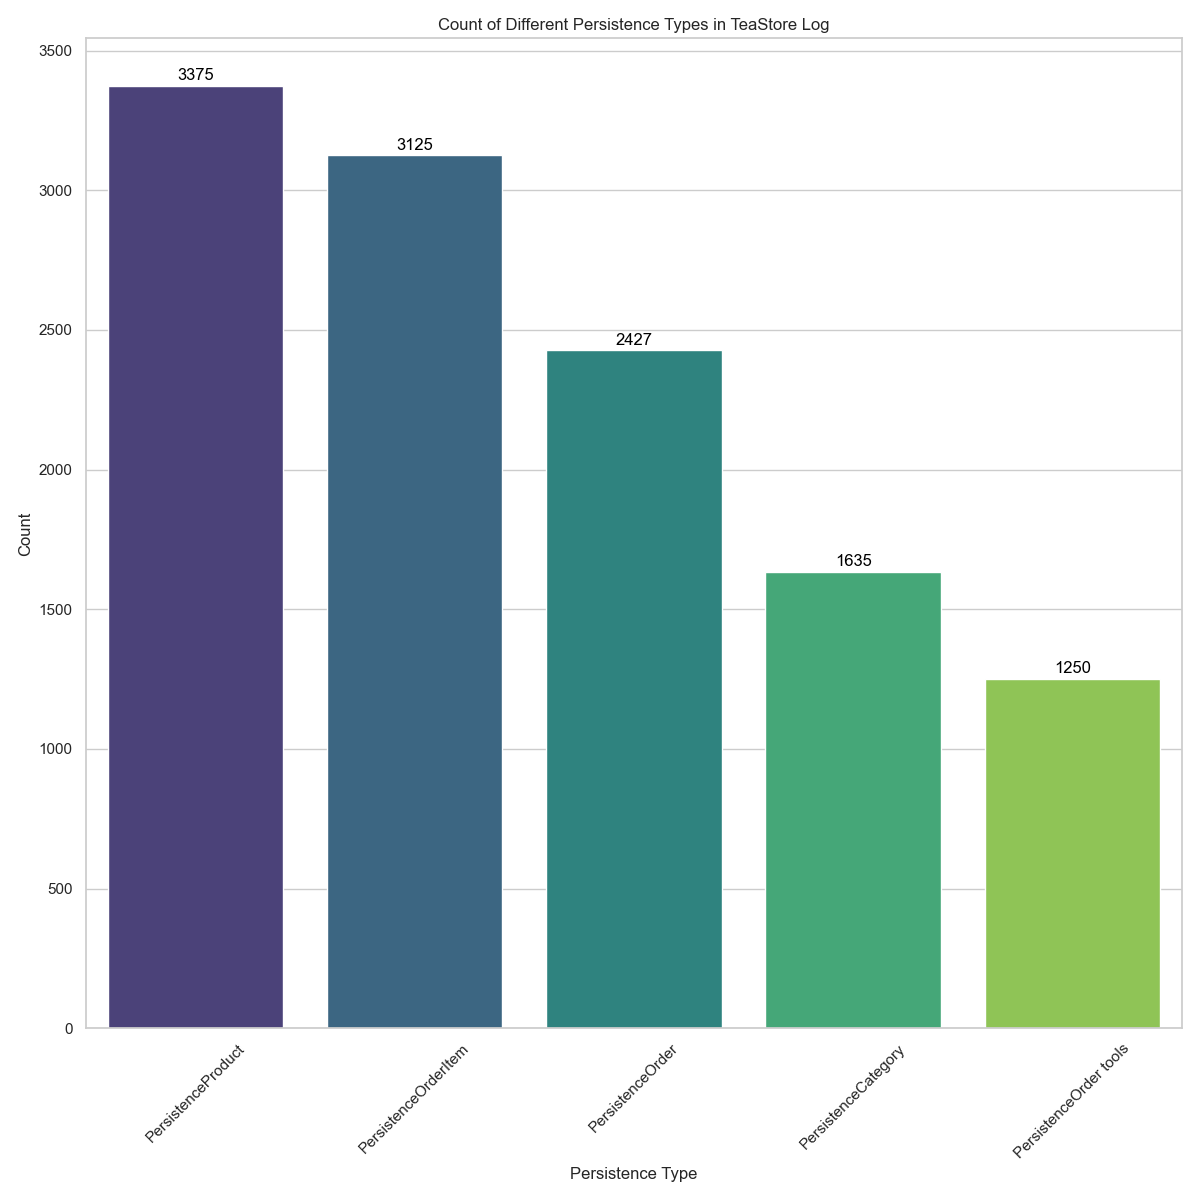 Count of Different Persistence Types in TeaStore Log
3500
3000
2500
2000
1500
1000
500
0
Count
3375
3125
2427
1635
1250
PersistenceProduct
PersistenceOrderItem
PersistenceOrder
PersistenceCategory
PersistenceOrder tools
Persistence Type